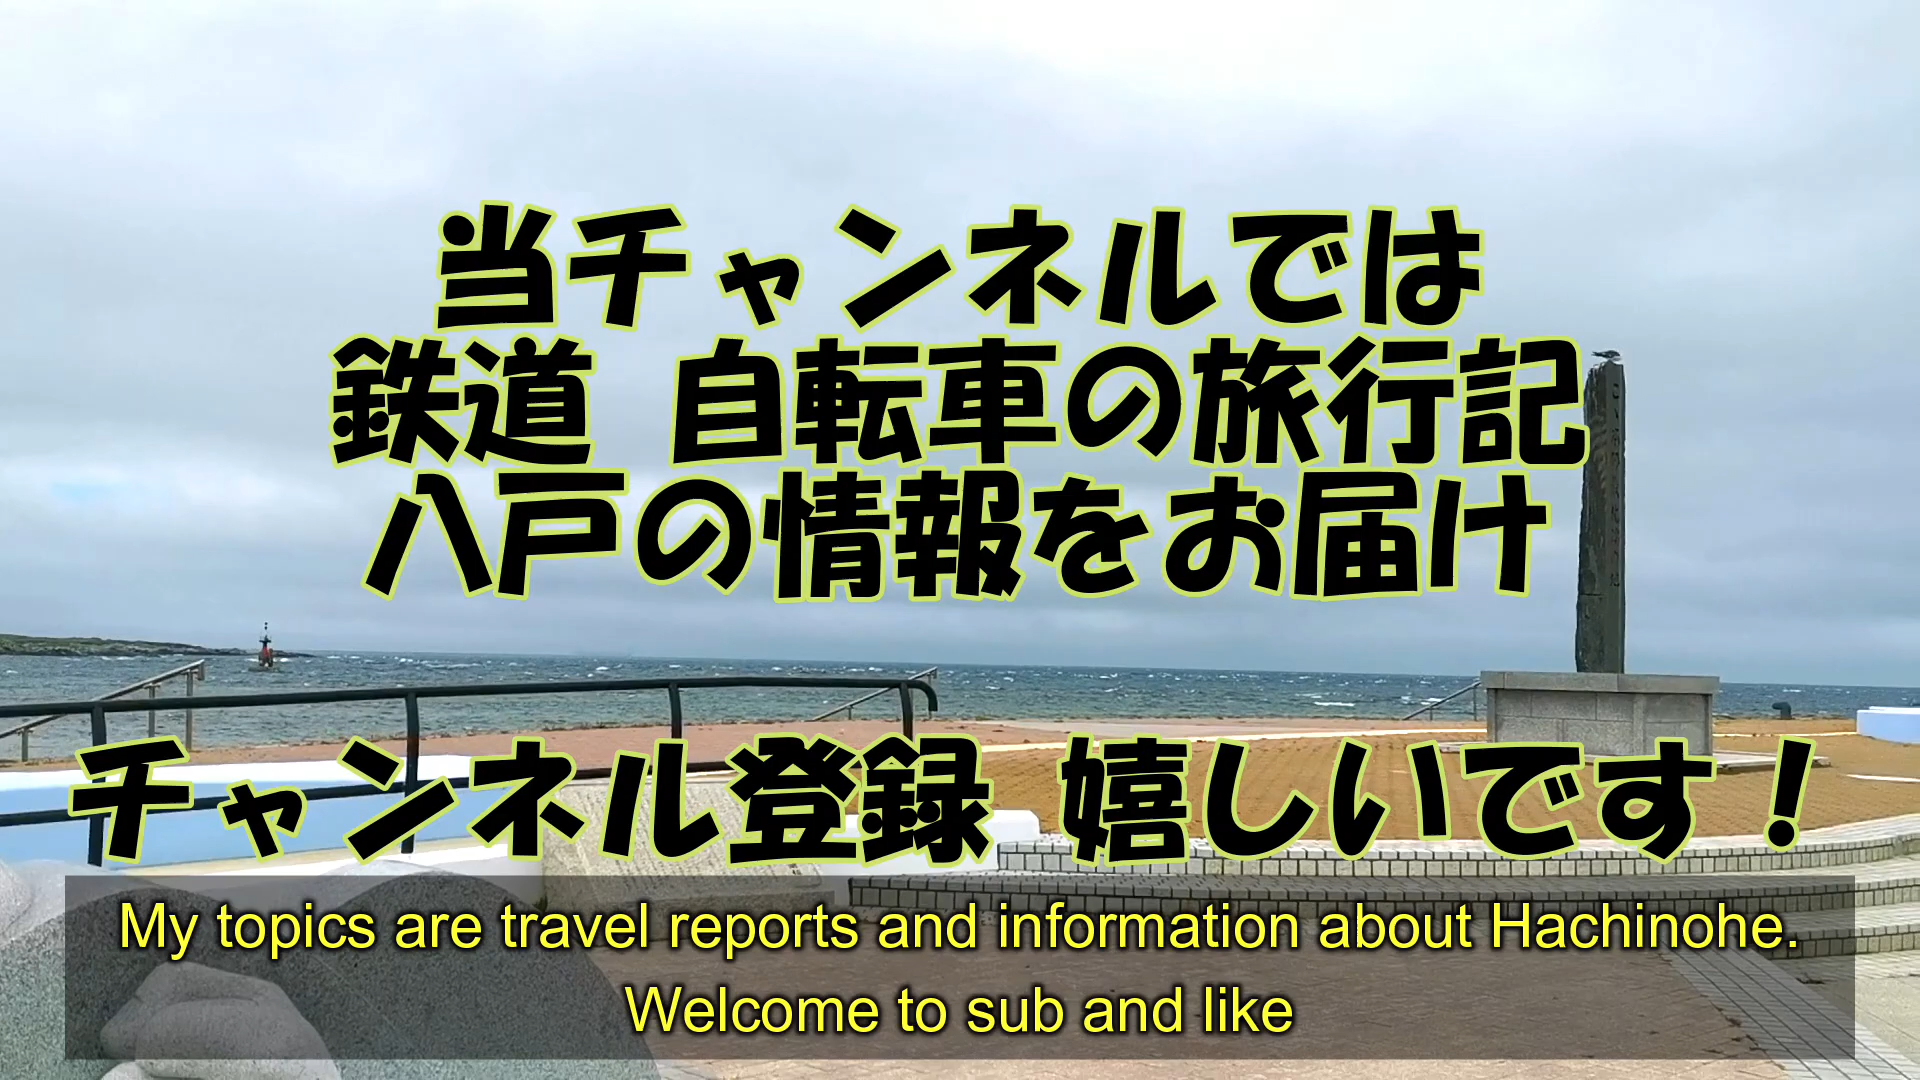 当チャンネルでは
鉄道 自転車の旅行記
八戸の情報をお届け
チャンネル登録 嬉しいです！
My topics are travel reports and information about Hachinohe.
Welcome to sub and like